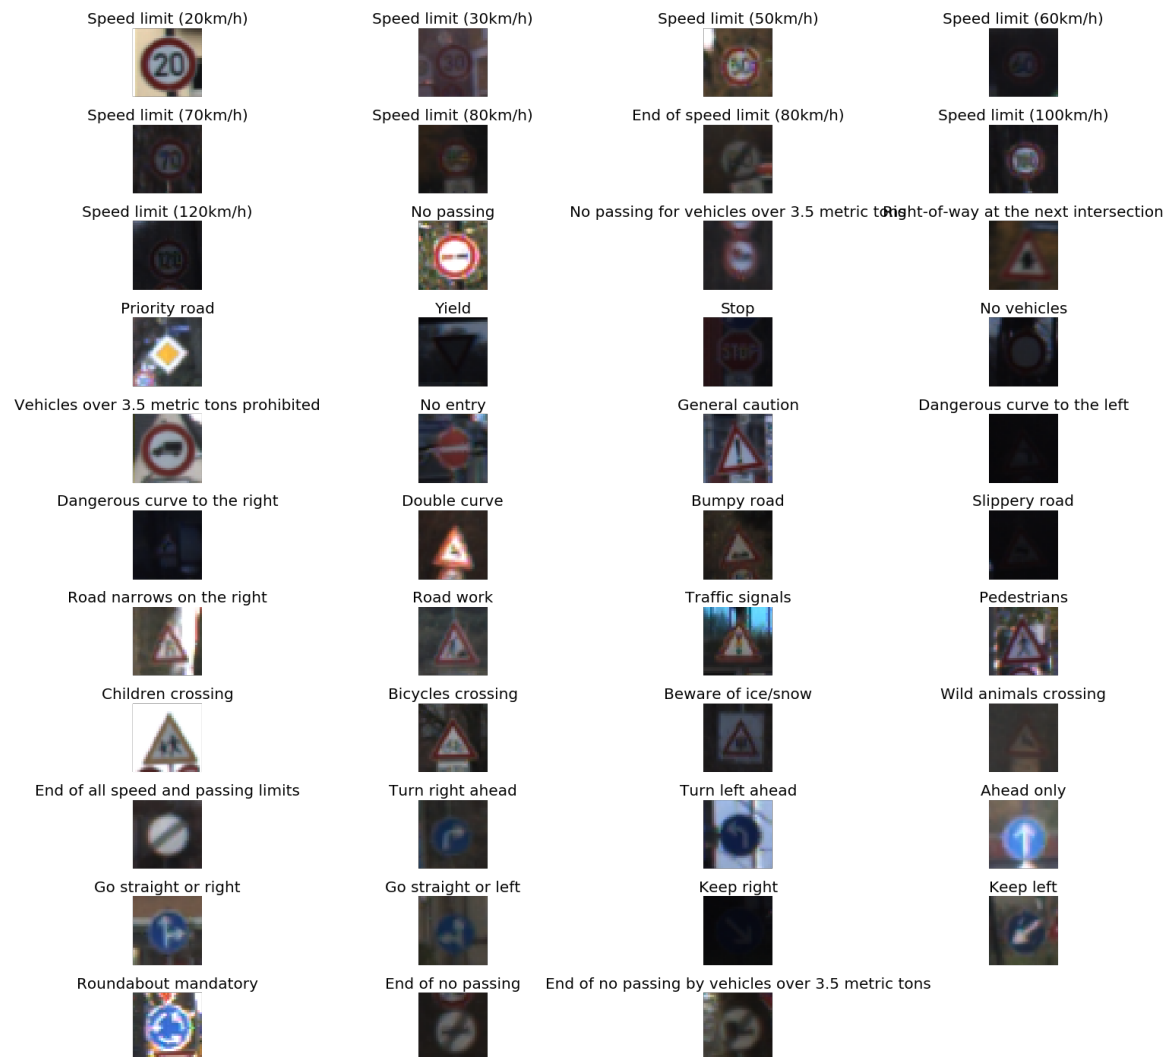 Speed limit (20km/h)
Speed limit (30km/h)
Speed limit (50km/h)
Speed limit (60km/h)
20
30
50
60
Speed limit (70km/h)
Speed limit (80km/h)
End of speed limit (80km/h)
Speed limit (100km/h)
70
Speed limit (120km/h)
No passing
No passing for vehicles over 3.5 metric tons
Right-of-way at the next intersection
120
Priority road
Yield
Stop
No vehicles
STOP
Vehicles over 3.5 metric tons prohibited
No entry
General caution
Dangerous curve to the left
Dangerous curve to the right
Double curve
Bumpy road
Slippery road
Road narrows on the right
Road work
Traffic signals
Pedestrians
Children crossing
Bicycles crossing
Beware of ice/snow
Wild animals crossing
End of all speed and passing limits
Turn right ahead
Turn left ahead
Ahead only
Go straight or right
Go straight or left
Keep right
Keep left
Roundabout mandatory
End of no passing
End of no passing by vehicles over 3.5 metric tons